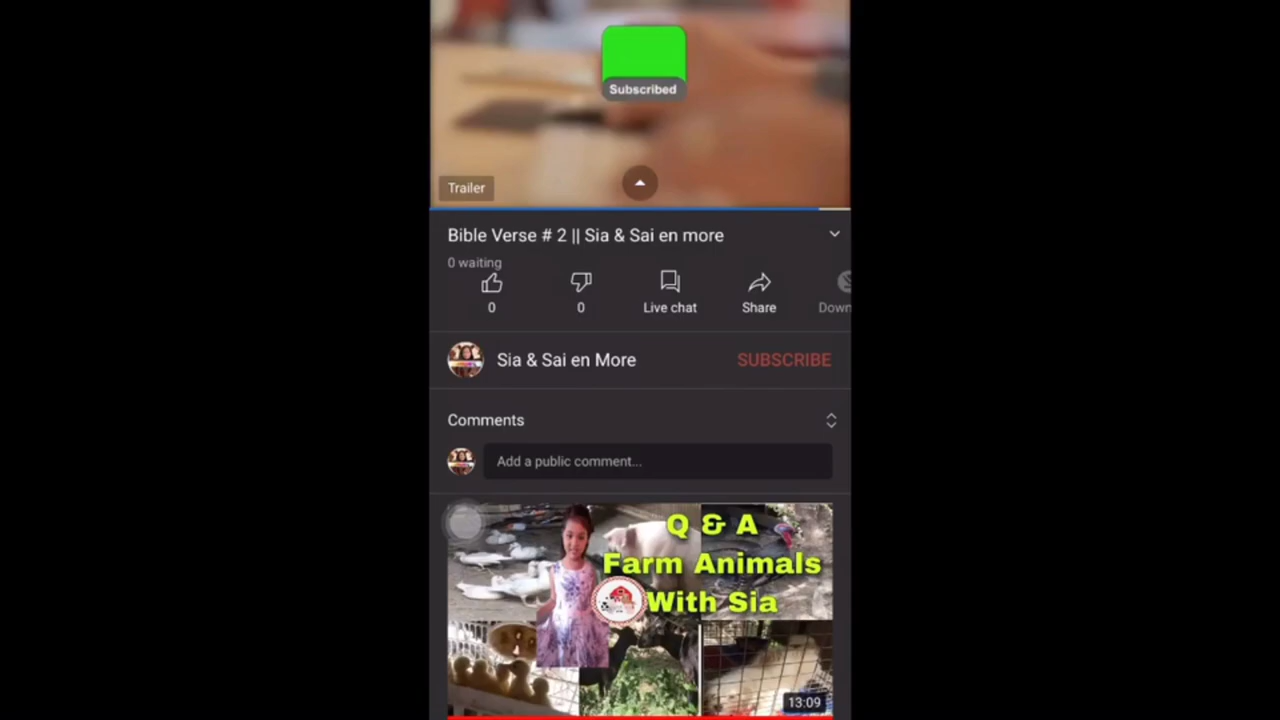 Subscribed
Trailer
Bible Verse # 2 || Sia & Sai en more
0 waiting
0
0
Live chat
Share
Down
Sia & Sai en More
SUBSCRIBE
Comments
Add a public comment...
Q & A
Farm Animals
With Sia
13:09